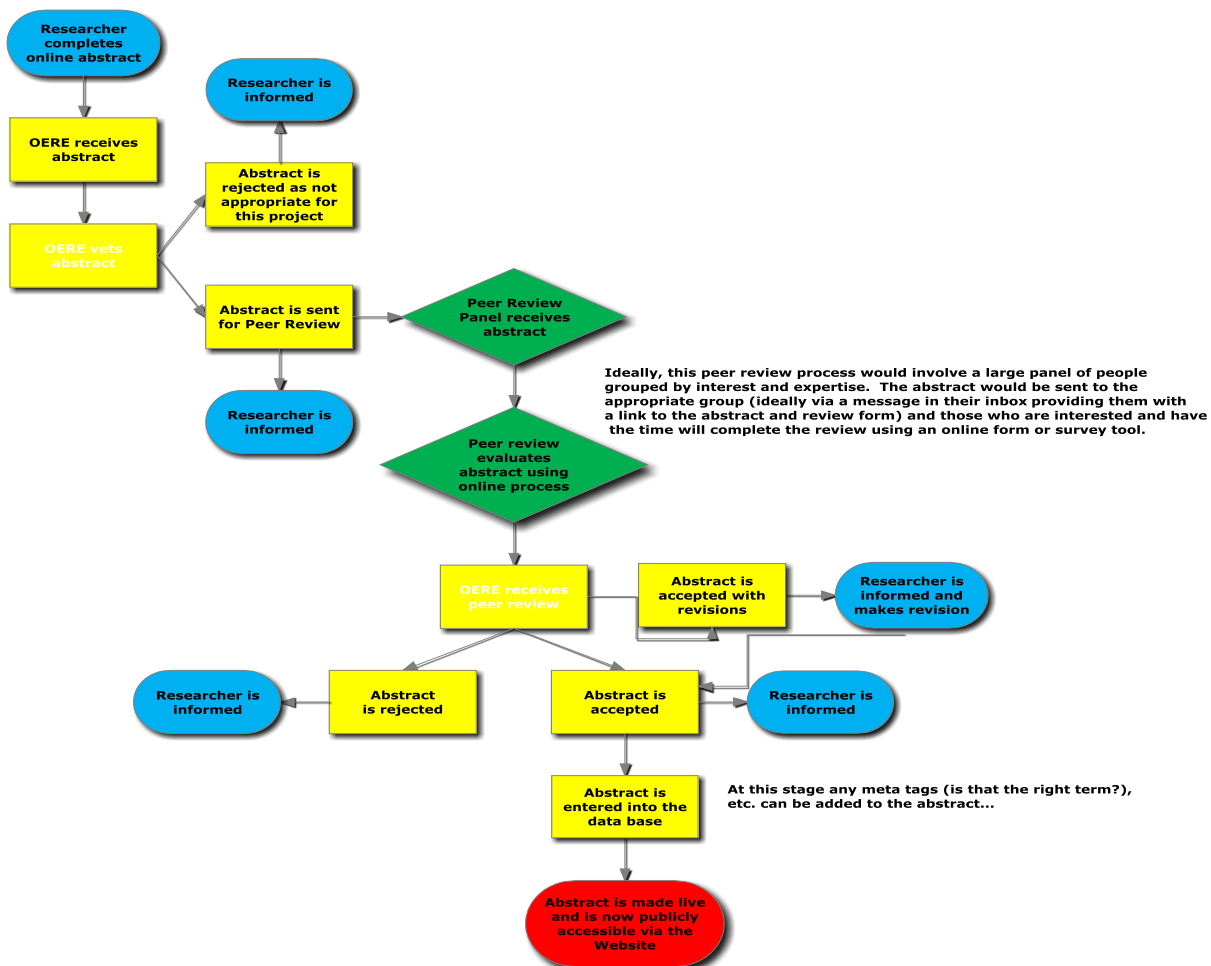 Researcher
completes
online abstract
Researcher is
informed
OERE receives
abstract
Abstract is
rejected as not
appropriate for
this project
OERE vets
abstract
Abstract is sent
for Peer Review
Peer Review
Panel receives
abstract
Researcher is
informed
Ideally, this peer review process would involve a large panel of people
grouped by interest and expertise.  The abstract would be sent to the
appropriate group (ideally via a message in their inbox providing them with
a link to the abstract and review form) and those who are interested and have
the time will complete the review using an online form or survey tool.
Peer review
evaluates
abstract using
online process
OERE receives
peer review
Abstract is
accepted with
revisions
Researcher is
informed and
makes revision
Researcher is
informed
Abstract
is rejected
Abstract is
accepted
Researcher is
informed
Abstract is
entered into the
data base
At this stage any meta tags (is that the right term?),
etc. can be added to the abstract...
Abstract is made live
and is now publicly
accessible via the
Website